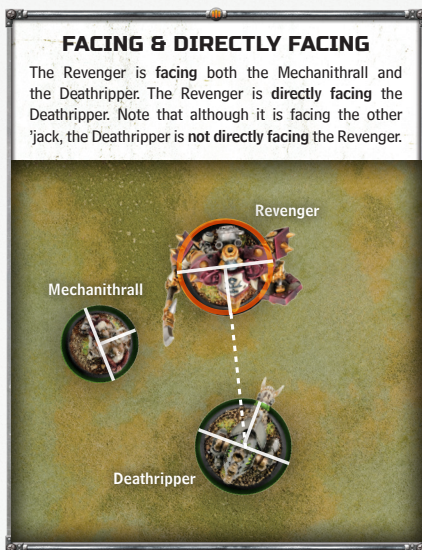 FACING & DIRECTLY FACING
The Revenger is facing both the Mechanithrall and
the Deathripper. The Revenger is directly facing the
Deathripper. Note that although it is facing the other
’jack, the Deathripper is not directly facing the Revenger.
Revenger
Mechanithrall
Deathripper